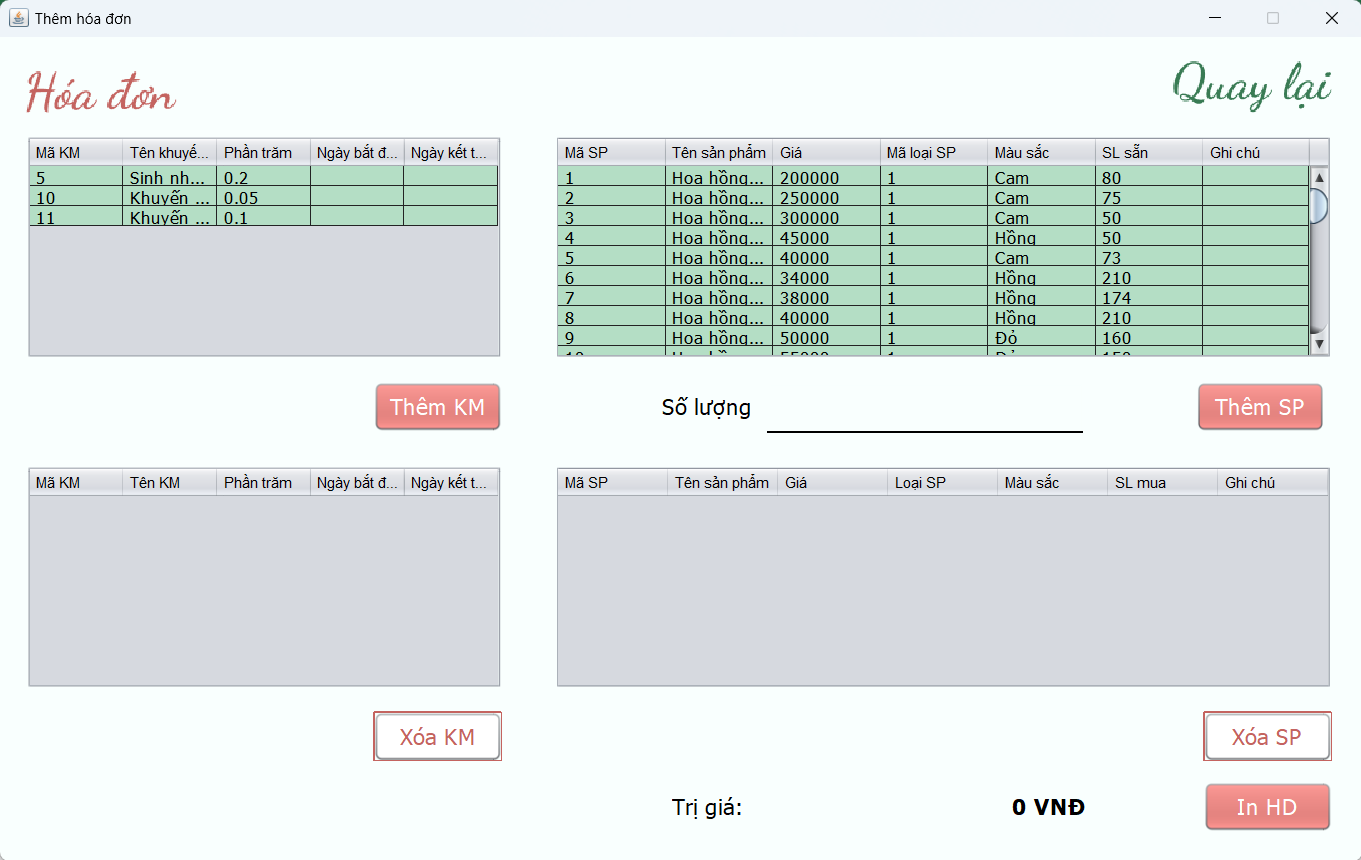 Thêm hóa đơn
Hóa đơn
Quay lại
Mã KM Tên khuyế... Phần trăm Ngày bắt đ... Ngày kết t...
5 Sinh nh... 0.2
10 Khuyến ... 0.05
11 Khuyến ... 0.1
Mã SP Tên sản phẩm Giá Mã loại SP Màu sắc SL sẵn Ghi chú
1 Hoa hồng... 200000 1 Cam 80
2 Hoa hồng... 250000 1 Cam 75
3 Hoa hồng... 300000 1 Cam 50
4 Hoa hồng... 45000 1 Hồng 50
5 Hoa hồng... 40000 1 Cam 73
6 Hoa hồng... 34000 1 Hồng 210
7 Hoa hồng... 38000 1 Hồng 174
8 Hoa hồng... 40000 1 Hồng 210
9 Hoa hồng... 50000 1 Đỏ 160
Thêm KM
Số lượng
Thêm SP
Mã KM Tên KM Phần trăm Ngày bắt đ... Ngày kết t...
Mã SP Tên sản phẩm Giá Loại SP Màu sắc SL mua Ghi chú
Xóa KM
Xóa SP
Trị giá: 0 VNĐ
In HD